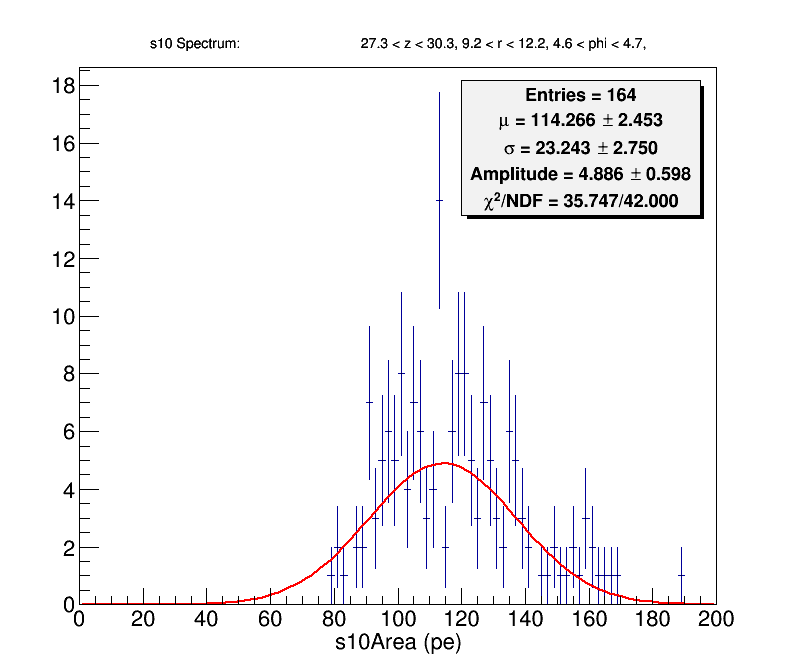 s10 Spectrum: 27.3 < z < 30.3, 9.2 < r < 12.2, 4.6 < phi < 4.7,
Entries = 164
μ = 114.266 ± 2.453
σ = 23.243 ± 2.750
Amplitude = 4.886 ± 0.598
χ²/NDF = 35.747/42.000
18
16
14
12
10
8
6
4
2
0
0 20 40 60 80 100 120 140 160 180 200
s10Area (pe)